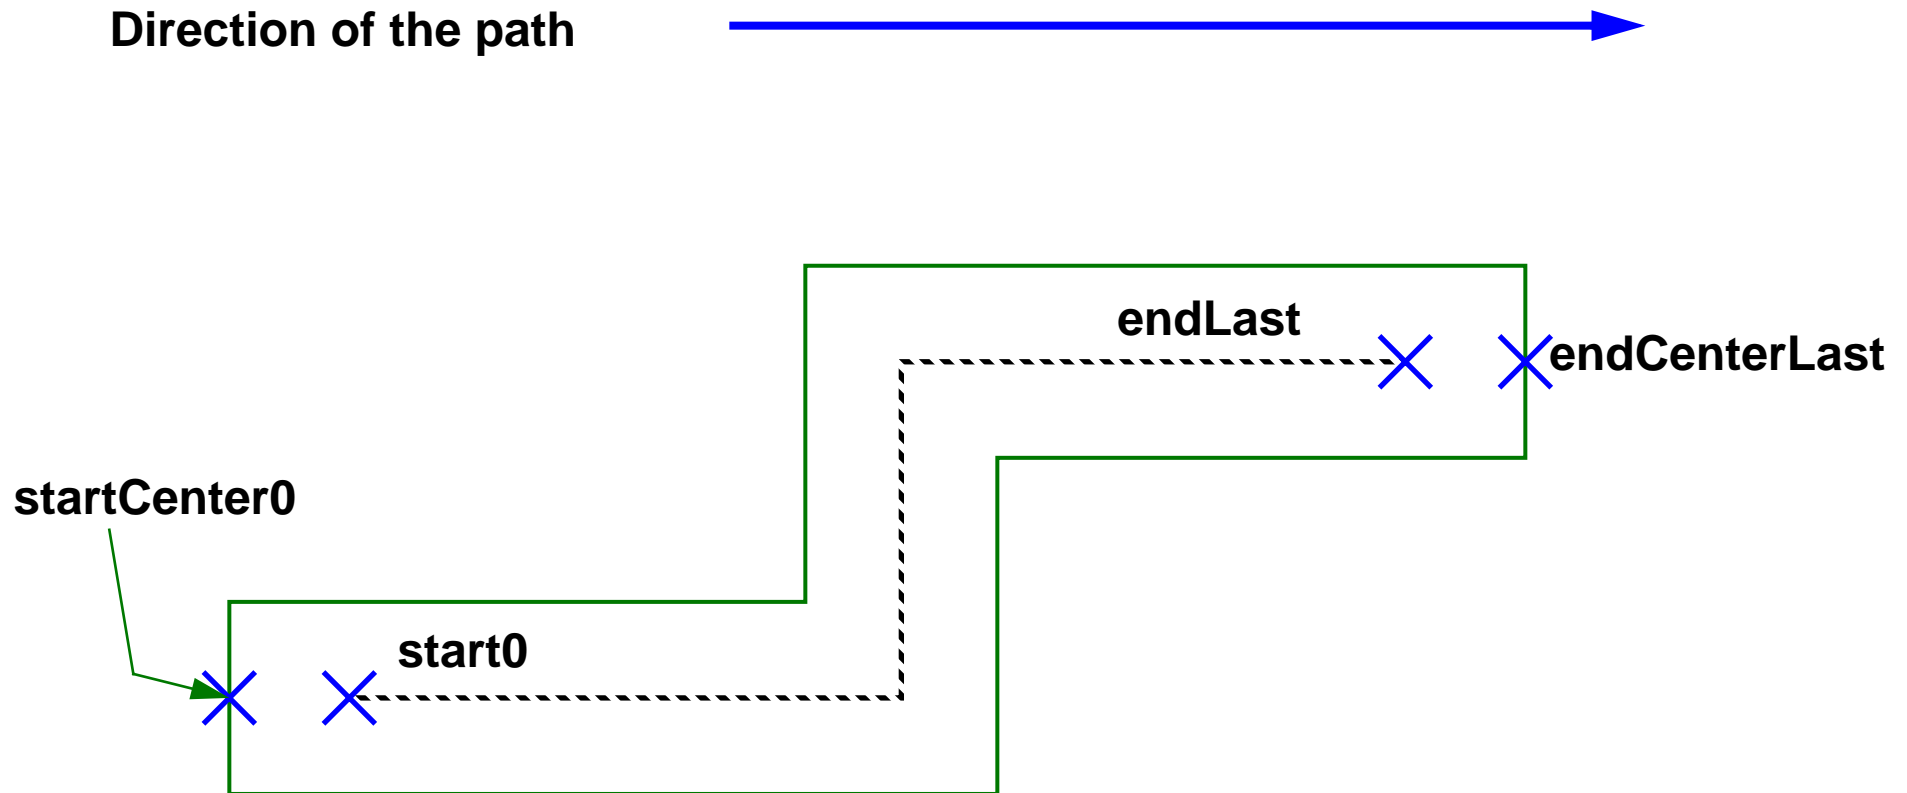 Direction of the path
endLast
endCenterLast
startCenter0
start0